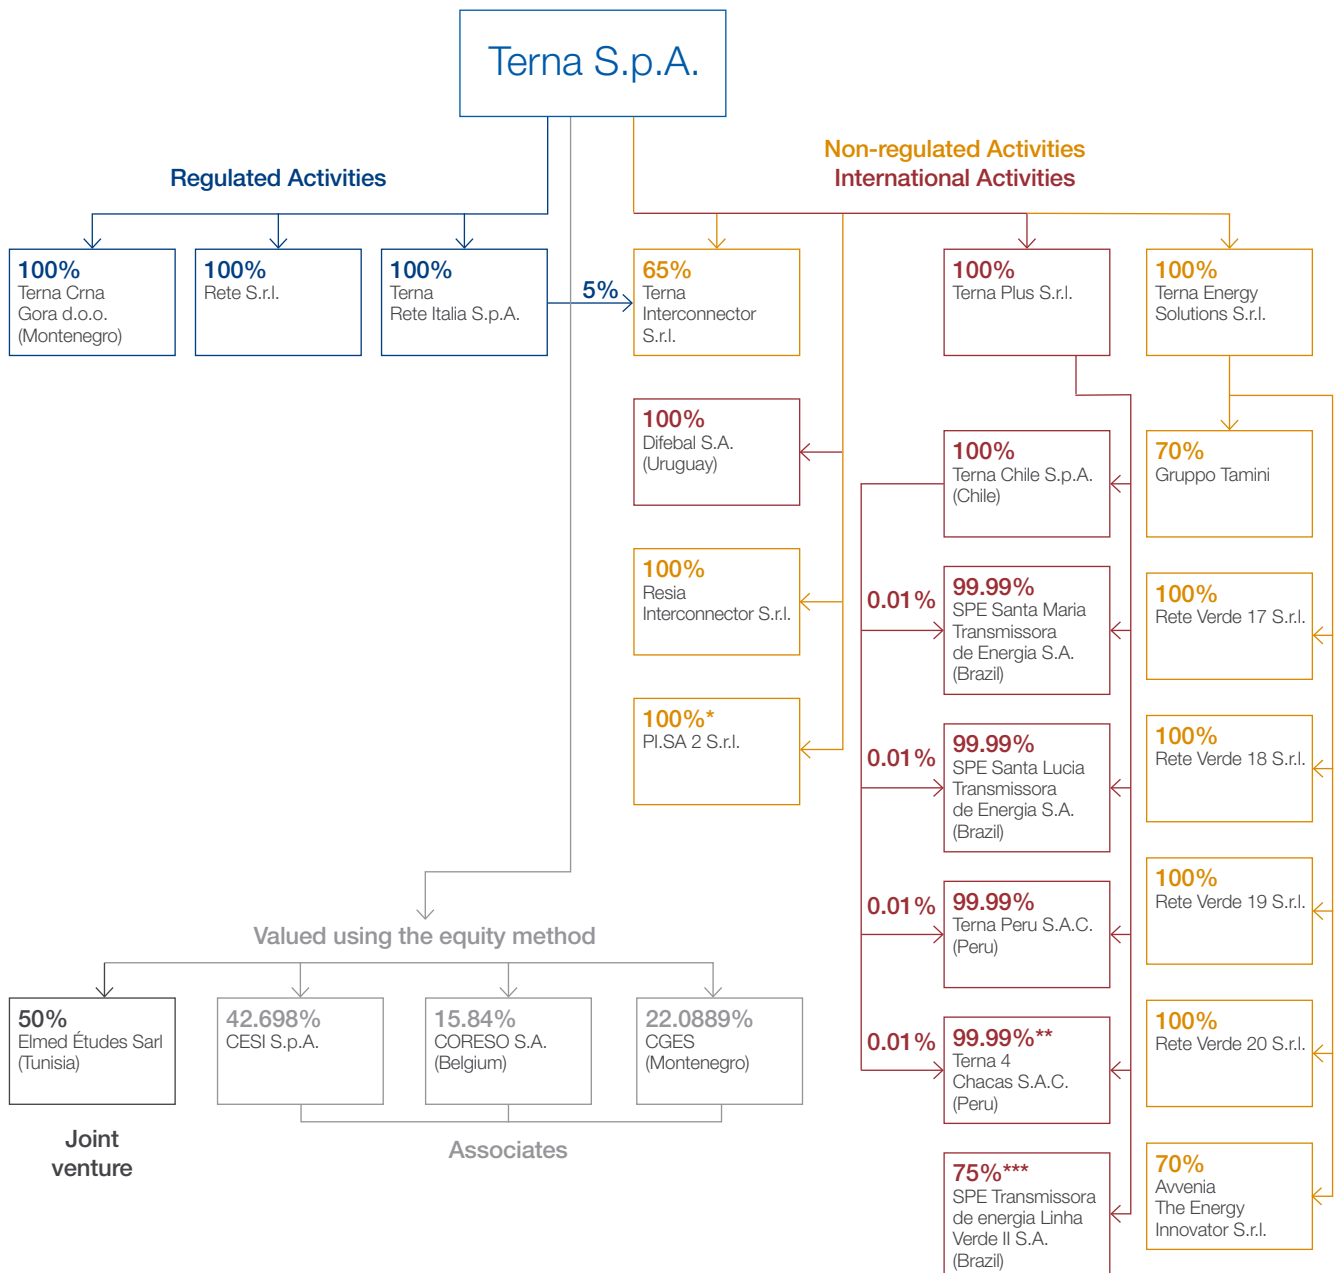 Terna S.p.A.
Regulated Activities
Non-regulated Activities
International Activities
100%
Terna Crna
Gora d.o.o.
(Montenegro)
100%
Rete S.r.l.
100%
Terna
Rete Italia S.p.A.
5%
65%
Terna
Interconnector
S.r.l.
100%
Terna Plus S.r.l.
100%
Terna Energy
Solutions S.r.l.
100%
Difebal S.A.
(Uruguay)
100%
Terna Chile S.p.A.
(Chile)
70%
Gruppo Tamini
100%
Resia
Interconnector S.r.l.
0.01%
99.99%
SPE Santa Maria
Transmissora
de Energia S.A.
(Brazil)
100%
Rete Verde 17 S.r.l.
100%*
PI.SA 2 S.r.l.
0.01%
99.99%
SPE Santa Lucia
Transmissora
de Energia S.A.
(Brazil)
100%
Rete Verde 18 S.r.l.
0.01%
99.99%
Terna Peru S.A.C.
(Peru)
100%
Rete Verde 19 S.r.l.
Valued using the equity method
50%
Elmed Études Sarl
(Tunisia)
42.698%
CESI S.p.A.
15.84%
CORESO S.A.
(Belgium)
22.0889%
CGES
(Montenegro)
0.01%
99.99%**
Terna 4
Chacas S.A.C.
(Peru)
100%
Rete Verde 20 S.r.l.
Joint
venture
Associates
75%***
SPE Transmissora
de energia Linha
Verde II S.A.
(Brazil)
70%
Avvenia
The Energy
Innovator S.r.l.